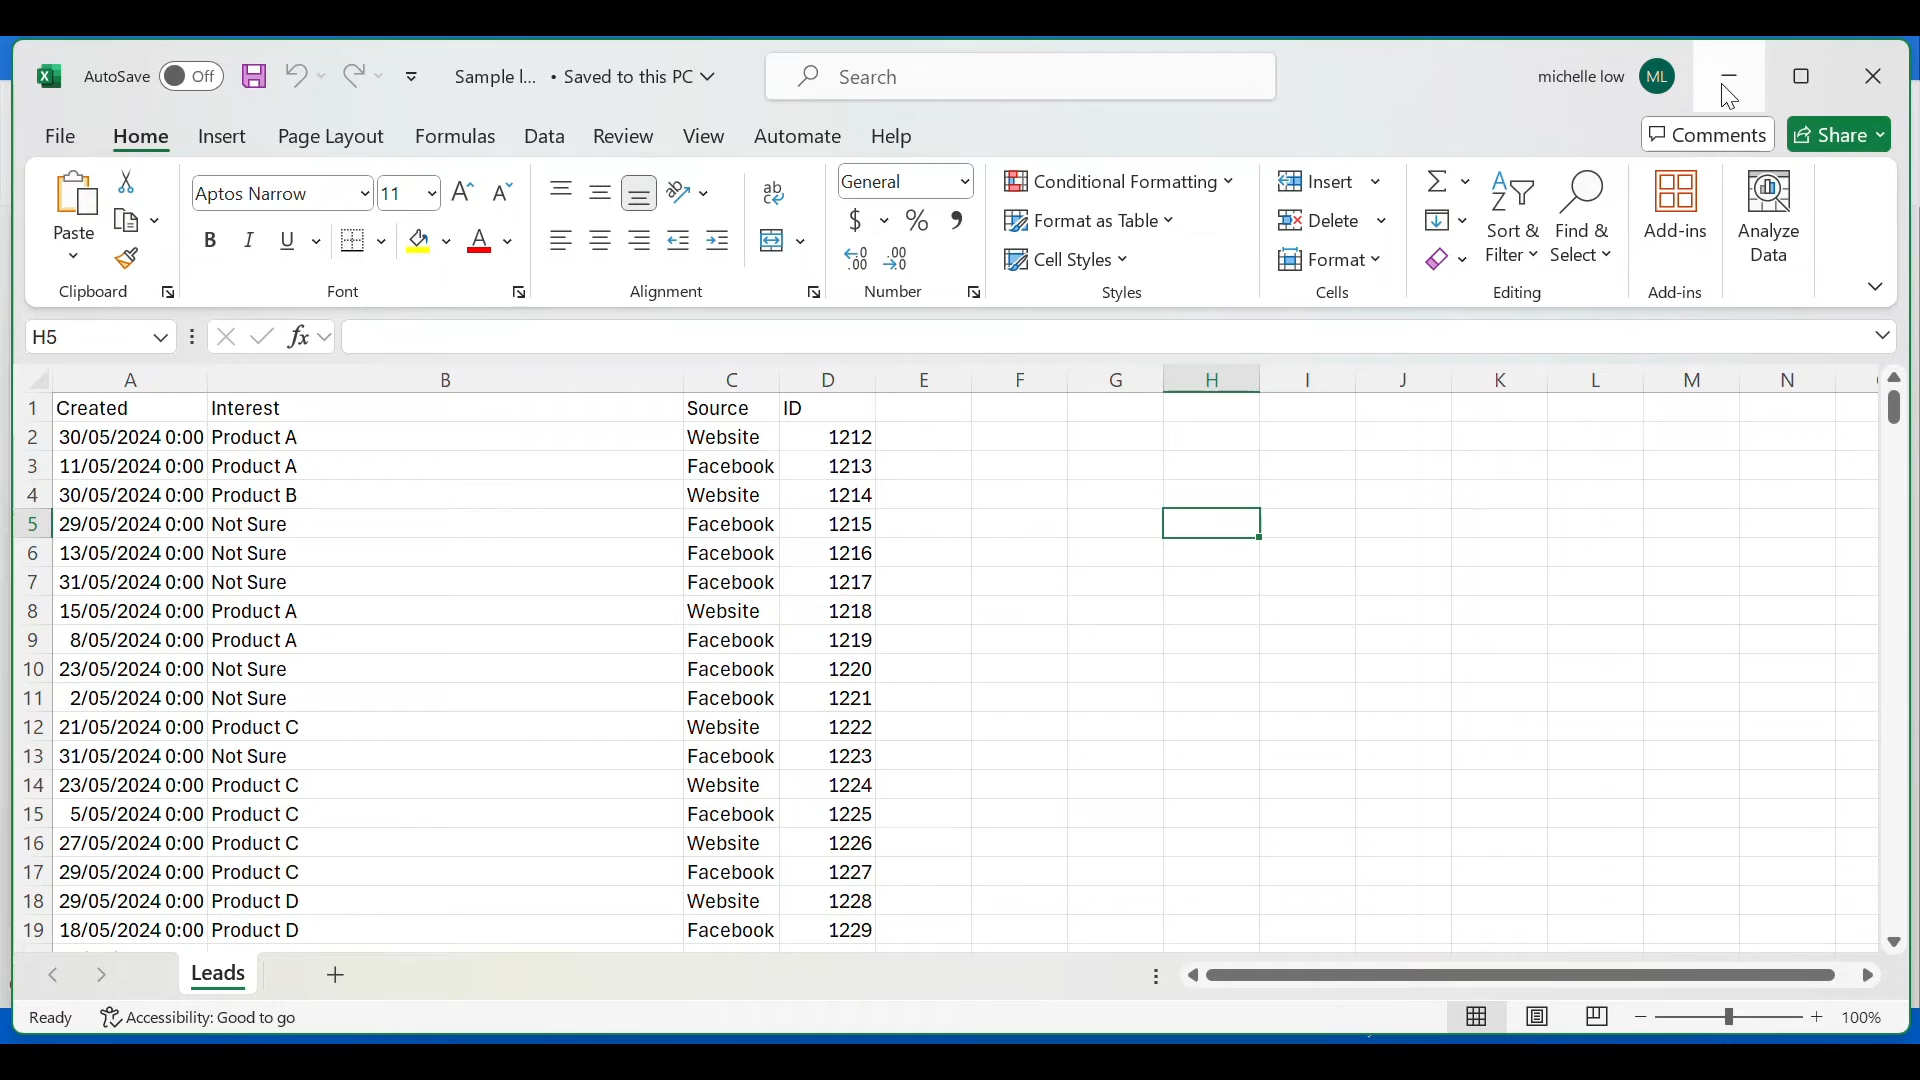 AutoSave Off Sample l... • Saved to this PC Search michelle low ML
File Home Insert Page Layout Formulas Data Review View Automate Help Comments Share
Paste
Clipboard
Aptos Narrow 11
B I U A
Font
ab
Alignment
General
$ % 9
.00 .00
Number
Conditional Formatting
Format as Table
Cell Styles
Styles
Insert
Delete
Format
Cells
Sort & Filter
Find & Select
Editing
Add-ins
Add-ins
Analyze Data
H5 fx
A B C D E F G H I J K L M N
1 Created Interest Source ID
2 30/05/2024 0:00 Product A Website 1212
3 11/05/2024 0:00 Product A Facebook 1213
4 30/05/2024 0:00 Product B Website 1214
5 29/05/2024 0:00 Not Sure Facebook 1215
6 13/05/2024 0:00 Not Sure Facebook 1216
7 31/05/2024 0:00 Not Sure Facebook 1217
8 15/05/2024 0:00 Product A Website 1218
9 8/05/2024 0:00 Product A Facebook 1219
10 23/05/2024 0:00 Not Sure Facebook 1220
11 2/05/2024 0:00 Not Sure Facebook 1221
12 21/05/2024 0:00 Product C Website 1222
13 31/05/2024 0:00 Not Sure Facebook 1223
14 23/05/2024 0:00 Product C Website 1224
15 5/05/2024 0:00 Product C Facebook 1225
16 27/05/2024 0:00 Product C Website 1226
17 29/05/2024 0:00 Product C Facebook 1227
18 29/05/2024 0:00 Product D Website 1228
19 18/05/2024 0:00 Product D Facebook 1229
Leads
Ready Accessibility: Good to go 100%